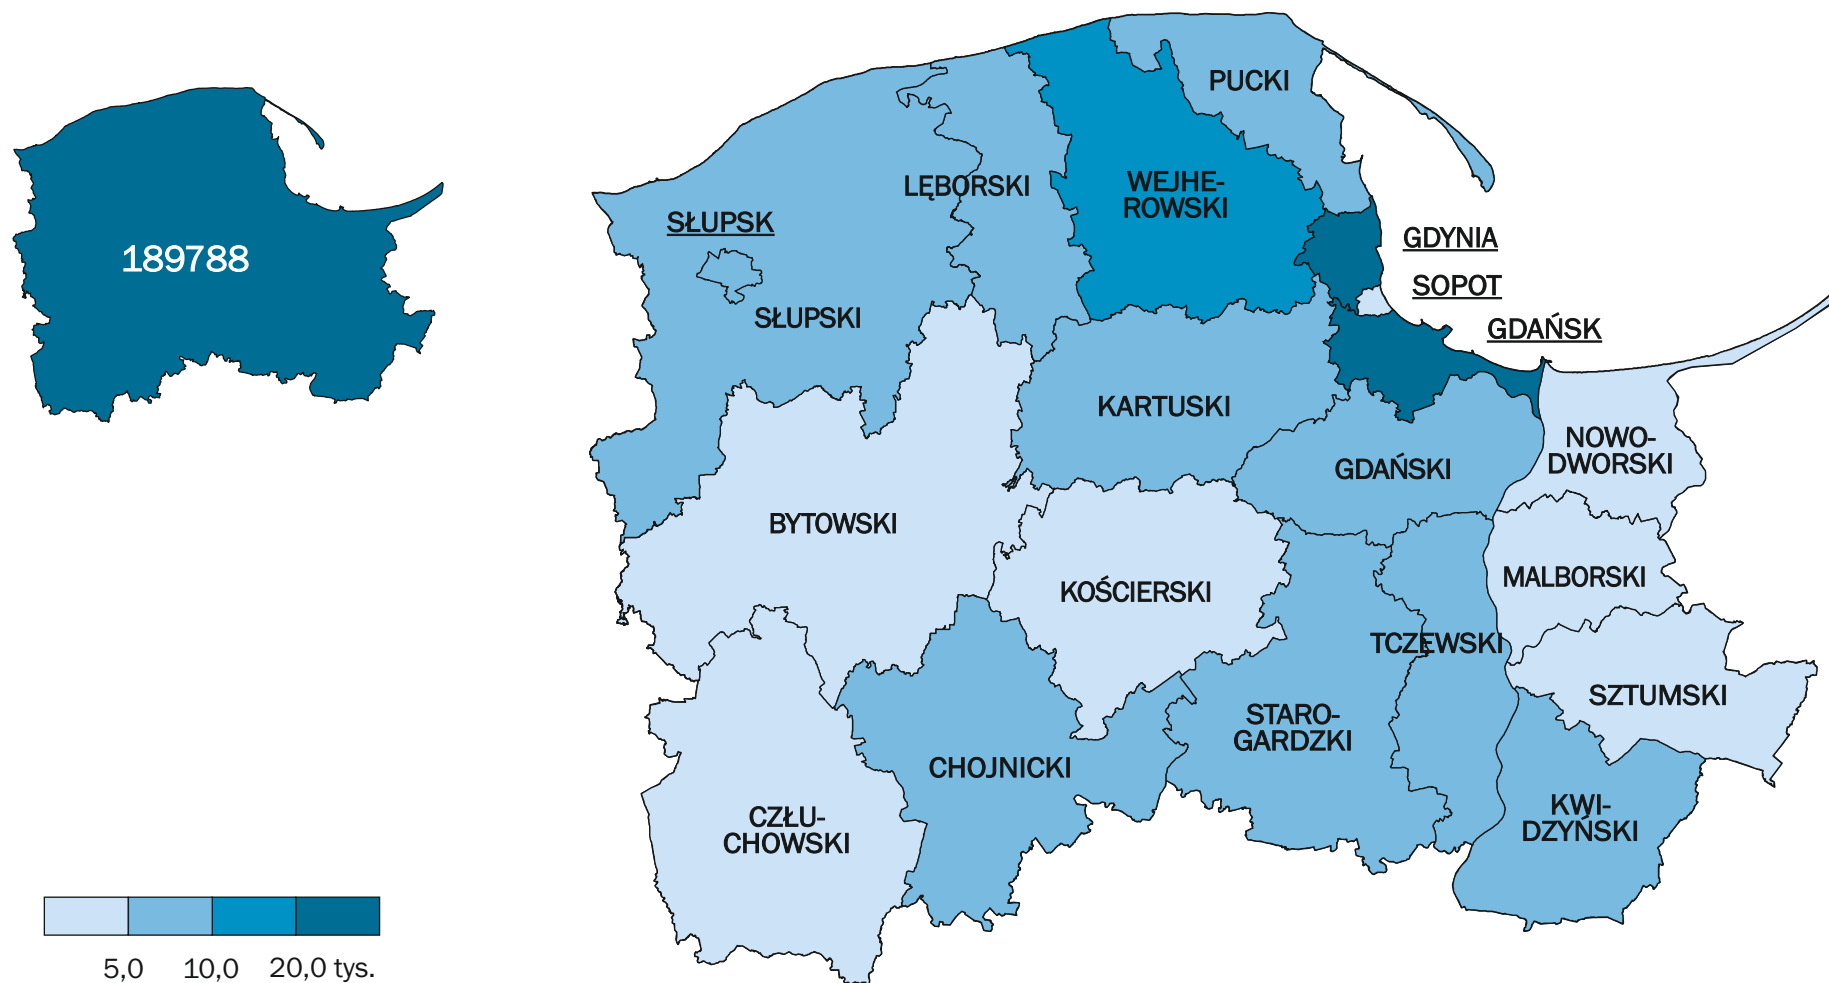 189788
PUCKI
LĘBORSKI
WEJHE-
ROWSKI
SŁUPSK
GDYNIA
SOPOT
SŁUPSKI
GDAŃSK
KARTUSKI
NOWO-
DWORSKI
GDAŃSKI
BYTOWSKI
MALBORSKI
KOŚCIERSKI
TCZEWSKI
SZTUMSKI
STARO-
GARDZKI
CHOJNICKI
CZŁU-
CHOWSKI
KWI-
DZYŃSKI
5,0 10,0 20,0 tys.